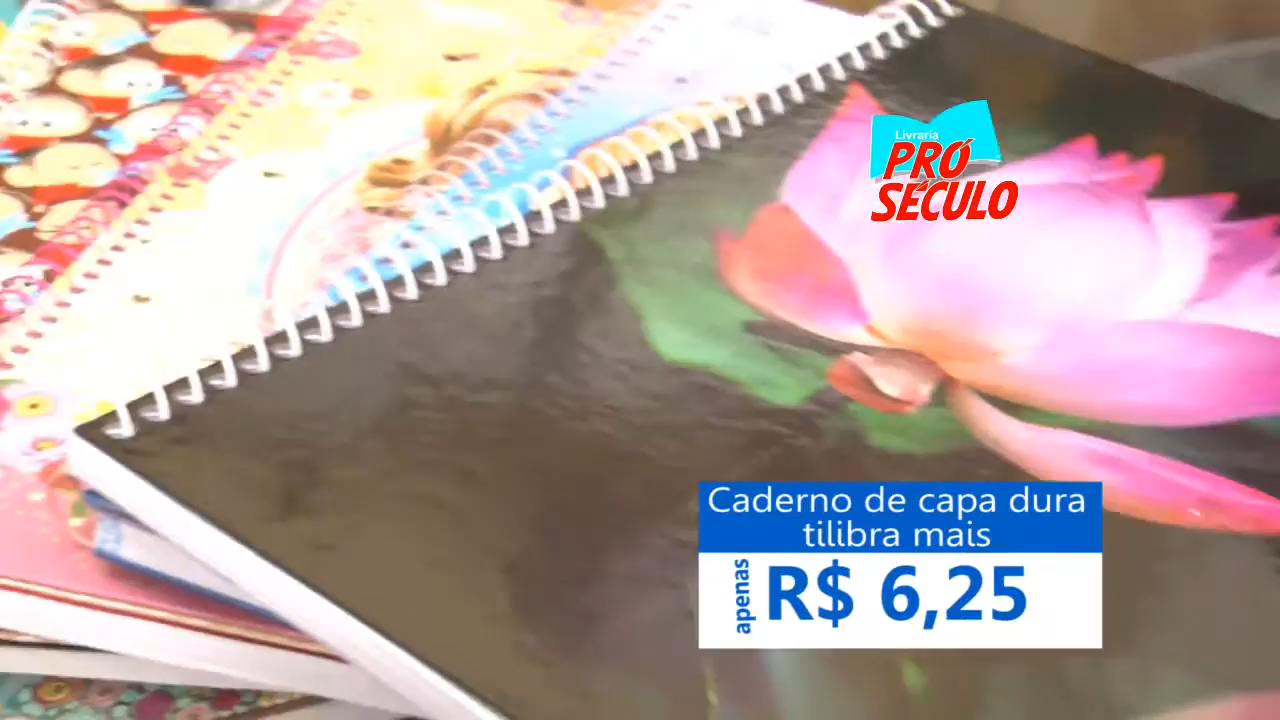 Livraria
PRÓ
SÉCULO
Caderno de capa dura
tilibra mais
apenas
R$ 6,25